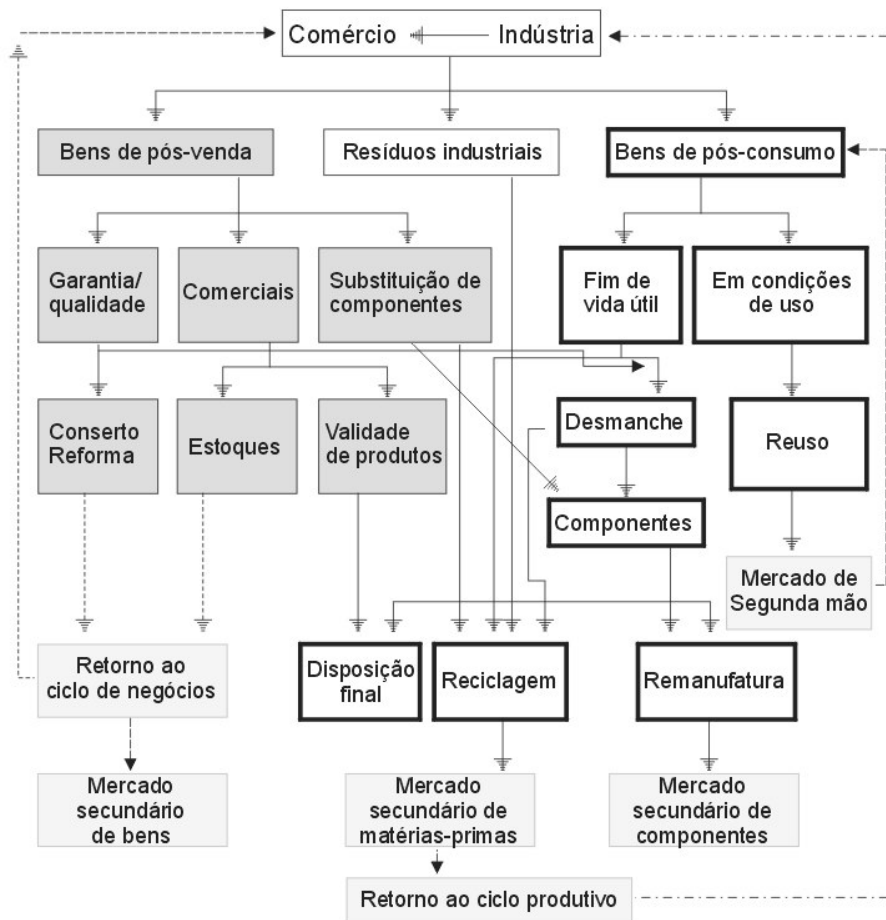 Comércio Indústria
Bens de pós-venda
Resíduos industriais
Bens de pós-consumo
Garantia/
qualidade
Comerciais
Substituição de
componentes
Fim de
vida útil
Em condições
de uso
Conserto
Reforma
Estoques
Validade
de produtos
Desmanche
Reuso
Componentes
Mercado de
Segunda mão
Retorno ao
ciclo de negócios
Disposição
final
Reciclagem
Remanufatura
Mercado
secundário
de bens
Mercado
secundário de
matérias-primas
Mercado
secundário de
componentes
Retorno ao ciclo produtivo